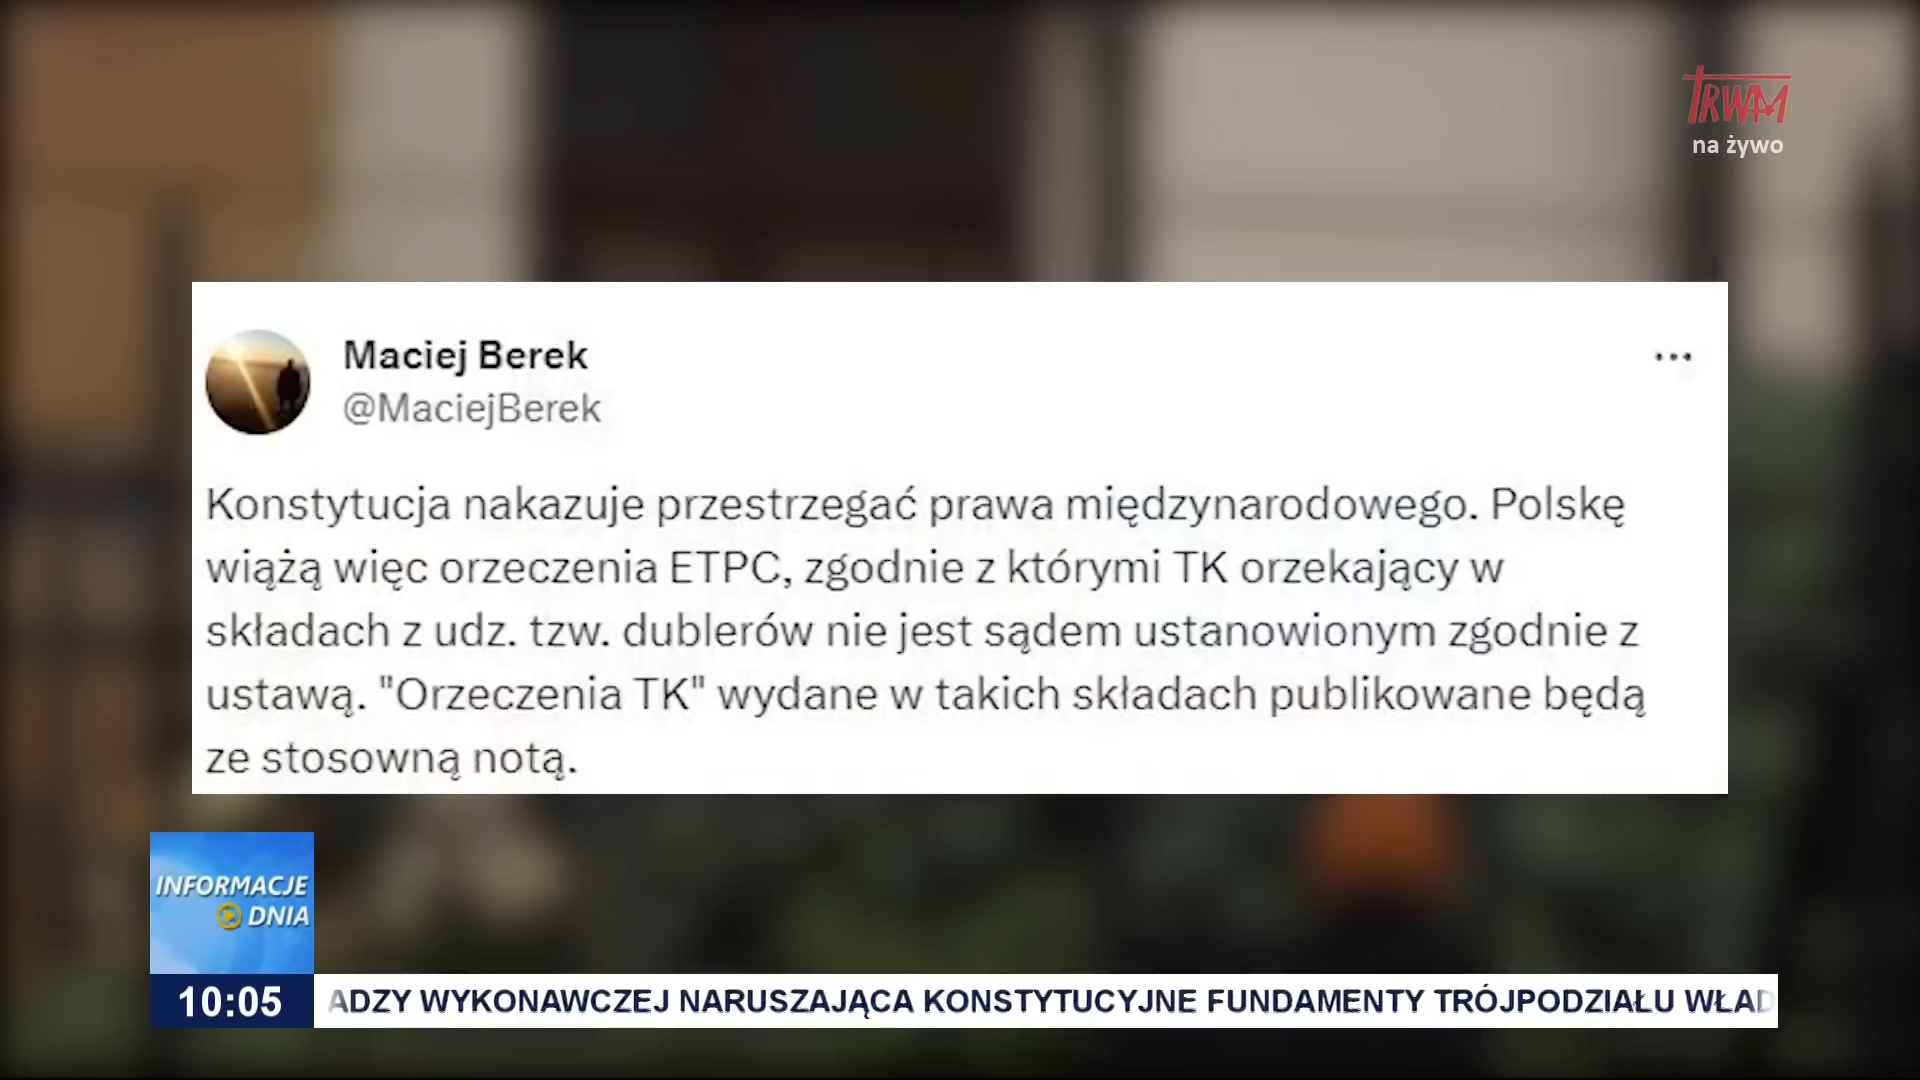 TRWAM
na żywo
Maciej Berek
@MaciejBerek
Konstytucja nakazuje przestrzegać prawa międzynarodowego. Polskę
wiążą więc orzeczenia ETPC, zgodnie z którymi TK orzekający w
składach z udz. tzw. dublerów nie jest sądem ustanowionym zgodnie z
ustawą. "Orzeczenia TK" wydane w takich składach publikowane będą
ze stosowną notą.
INFORMACJE
DNIA
10:05 ADZY WYKONAWCZEJ NARUSZAJĄCA KONSTYTUCYJNE FUNDAMENTY TRÓJPODZIAŁU WŁAD